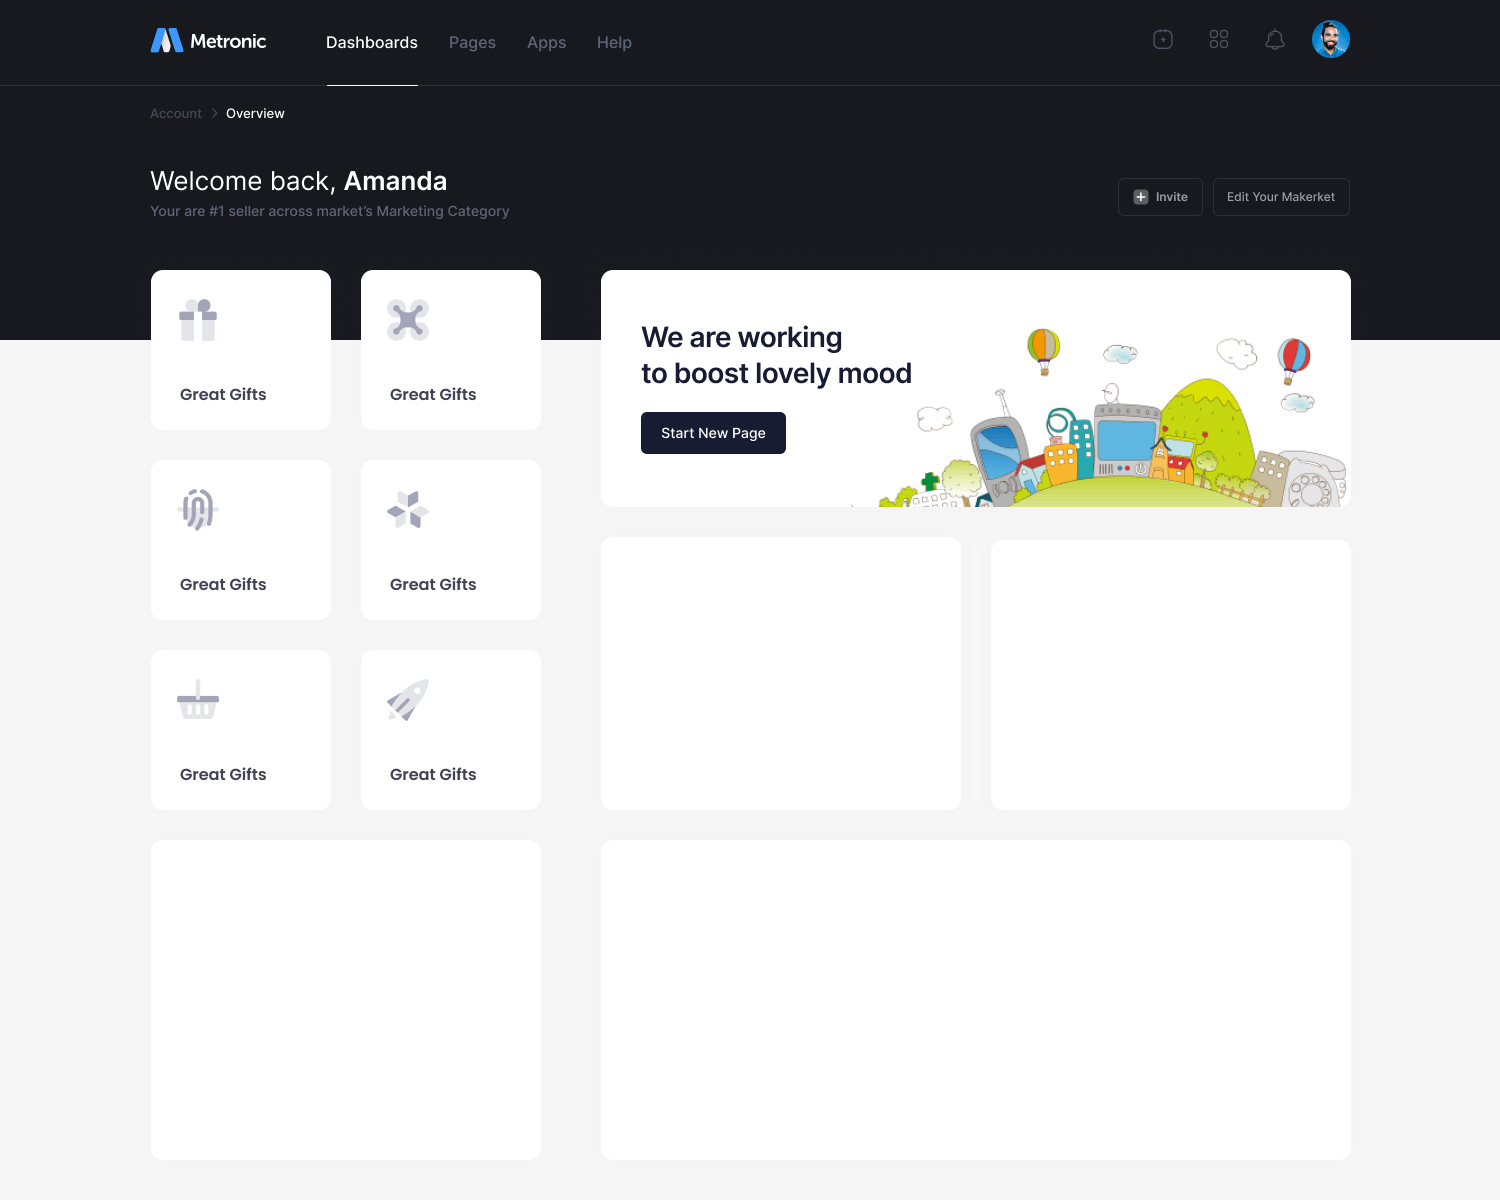 Metronic
Dashboards
Pages
Apps
Help
Account
Overview
Welcome back, Amanda
Your are #1 seller across market’s Marketing Category
Invite
Edit Your Makerket
Great Gifts
Great Gifts
We are working
to boost lovely mood
Start New Page
Great Gifts
Great Gifts
Great Gifts
Great Gifts